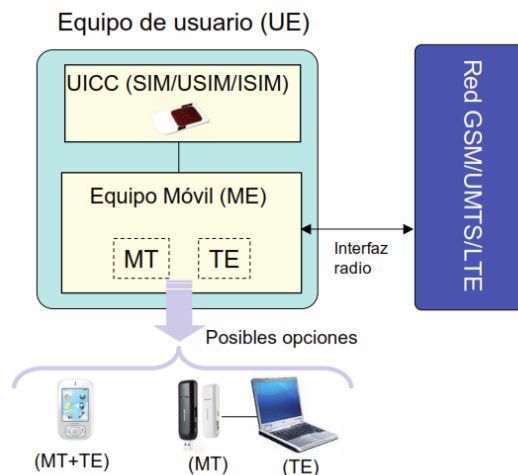 Equipo de usuario (UE)
UICC (SIM/USIM/ISIM)
Equipo Móvil (ME)
MT
TE
Interfaz
radio
Red GSM/UMTS/LTE
Posibles opciones
(MT+TE)
(MT)
(TE)